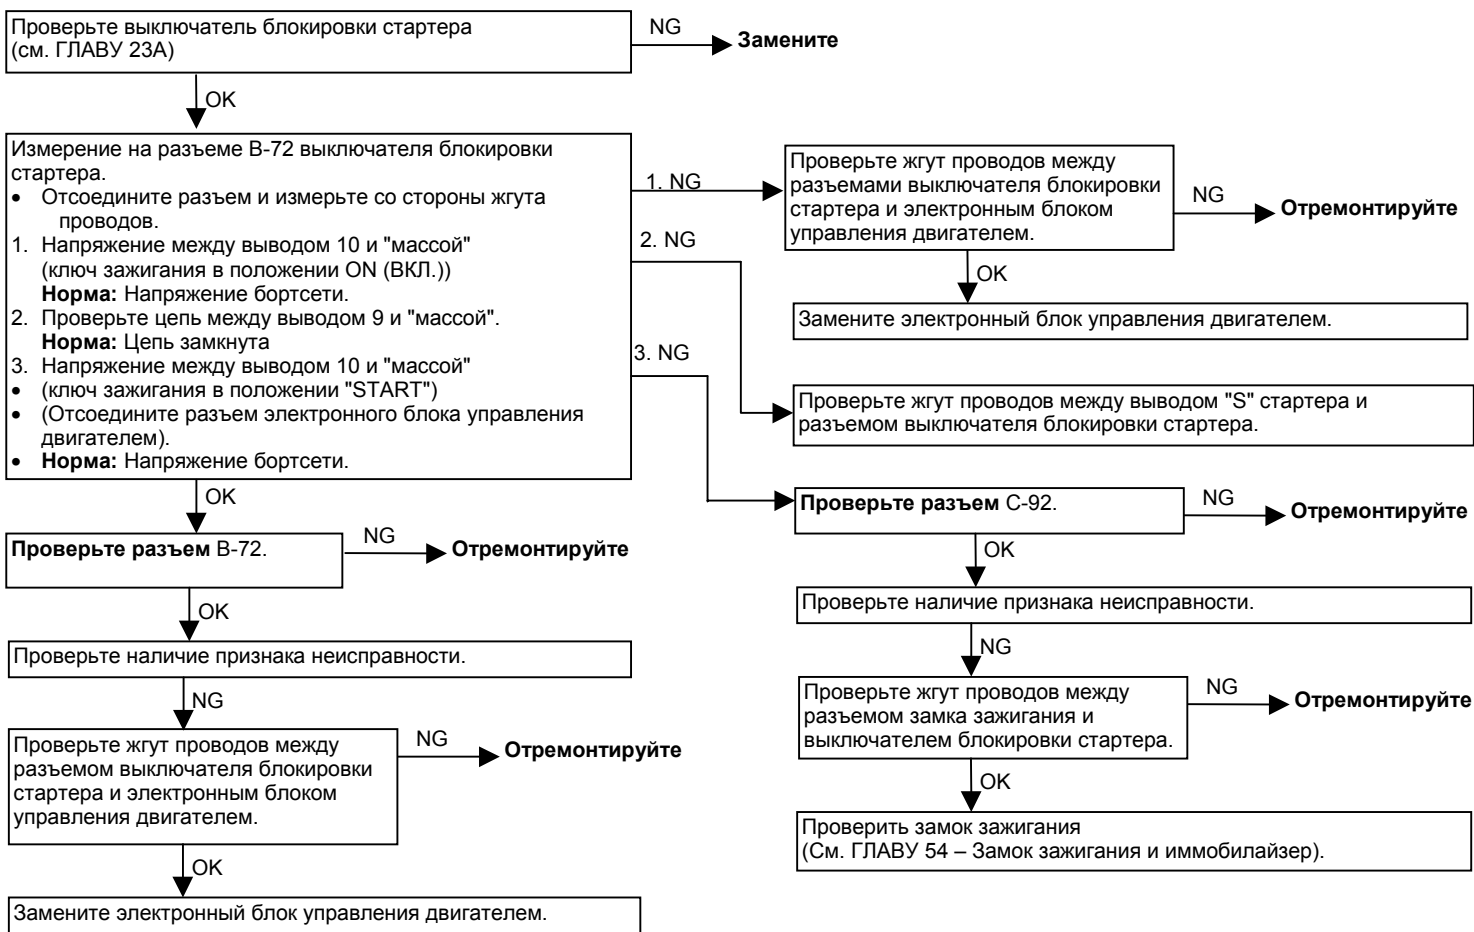 Проверьте выключатель блокировки стартера
(см. ГЛАВУ 23A)
NG
Замените
OK
Измерение на разъеме B-72 выключателя блокировки
стартера.
• Отсоедините разъем и измерьте со стороны жгута
проводов.
1. Напряжение между выводом 10 и "массой"
(ключ зажигания в положении ON (ВКЛ.))
Норма: Напряжение бортсети.
2. Проверьте цепь между выводом 9 и "массой".
Норма: Цепь замкнута
3. Напряжение между выводом 10 и "массой"
• (ключ зажигания в положении "START")
• (Отсоедините разъем электронного блока управления
двигателем).
• Норма: Напряжение бортсети.
1. NG
Проверьте жгут проводов между
разъемами выключателя блокировки
стартера и электронным блоком
управления двигателем.
NG
Отремонтируйте
OK
Замените электронный блок управления двигателем.
2. NG
Проверьте жгут проводов между выводом "S" стартера и
разъемом выключателя блокировки стартера.
3. NG
Проверьте разъем C-92.
NG
Отремонтируйте
OK
Проверьте наличие признака неисправности.
NG
Проверьте жгут проводов между
разъемом замка зажигания и
выключателем блокировки стартера.
NG
Отремонтируйте
OK
Проверить замок зажигания
(См. ГЛАВУ 54 – Замок зажигания и иммобилайзер).
OK
Проверьте разъем B-72.
NG
Отремонтируйте
OK
Проверьте наличие признака неисправности.
NG
Проверьте жгут проводов между
разъемом выключателя блокировки
стартера и электронным блоком
управления двигателем.
NG
Отремонтируйте
OK
Замените электронный блок управления двигателем.